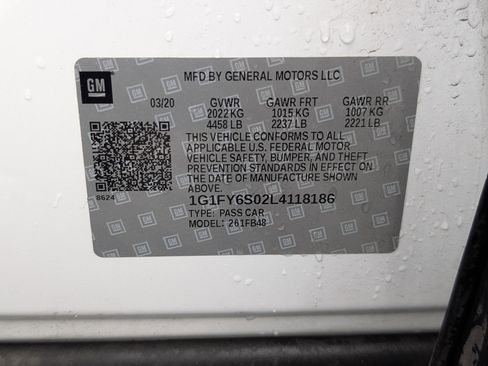 GM
MFD BY GENERAL MOTORS LLC
03/20 GVWR GAWR FRT GAWR RR
2022 KG 1015 KG 1007 KG
4458 LB 2237 LB 2221 LB
THIS VEHICLE CONFORMS TO ALL
APPLICABLE U.S. FEDERAL MOTOR
VEHICLE SAFETY, BUMPER, AND THEFT
PREVENTION STANDARDS IN EFFECT ON
THE DATE OF MANUFACTURE SHOWN
ABOVE.
8624
1G1FY6S02L4118186
TYPE: PASS CAR
MODEL: 261FB48